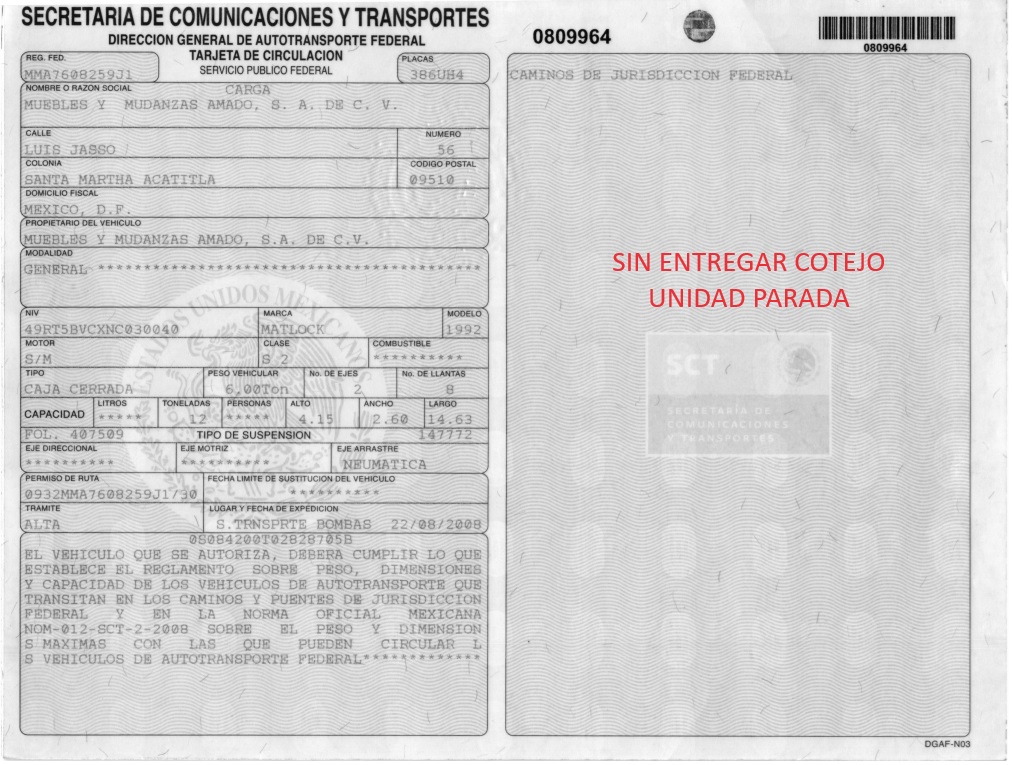 SECRETARIA DE COMUNICACIONES Y TRANSPORTES
DIRECCION GENERAL DE AUTOTRANSPORTE FEDERAL
TARJETA DE CIRCULACION
SERVICIO PUBLICO FEDERAL
REG. FED.
MMA7608259J1
PLACAS
386UH4
NOMBRE O RAZON SOCIAL
CARGA
MUEBLES Y MUDANZAS AMADO, S. A. DE C. V.
CALLE
LUIS JASSO
NUMERO
56
COLONIA
SANTA MARTHA ACATITLA
CODIGO POSTAL
09510
DOMICILIO FISCAL
MEXICO, D.F.
PROPIETARIO DEL VEHICULO
MUEBLES Y MUDANZAS AMADO, S.A. DE C.V.
MODALIDAD
GENERAL ****************************************
NIV
49RT5BVCXNC030040
MARCA
MATLOCK
MODELO
1992
MOTOR
S/M
CLASE
S 2
COMBUSTIBLE
**********
TIPO
CAJA CERRADA
PESO VEHICULAR
6.00Ton
No. DE EJES
2
No. DE LLANTAS
8
CAPACIDAD
LITROS
*****
TONELADAS
12
PERSONAS
*****
ALTO
4.15
ANCHO
2.60
LARGO
14.63
FOL. 407509
TIPO DE SUSPENSION
147772
EJE DIRECCIONAL
**********
EJE MOTRIZ
**********
EJE ARRASTRE
NEUMATICA
PERMISO DE RUTA
0932MMA7608259J1/30
FECHA LIMITE DE SUSTITUCION DEL VEHICULO
**********
TRAMITE
ALTA
LUGAR Y FECHA DE EXPEDICION
S.TRNSPRTE BOMBAS 22/08/2008
0S084200T02828705B
EL VEHICULO QUE SE AUTORIZA, DEBERA CUMPLIR LO QUE
ESTABLECE EL REGLAMENTO SOBRE PESO, DIMENSIONES
Y CAPACIDAD DE LOS VEHICULOS DE AUTOTRANSPORTE QUE
TRANSITAN EN LOS CAMINOS Y PUENTES DE JURISDICCION
FEDERAL Y EN LA NORMA OFICIAL MEXICANA
NOM-012-SCT-2-2008 SOBRE EL PESO Y DIMENSION
S MAXIMAS CON LAS QUE PUEDEN CIRCULAR L
S VEHICULOS DE AUTOTRANSPORTE FEDERAL*************
ESTADOS UNIDOS MEXICANOS
0809964
0809964
CAMINOS DE JURISDICCION FEDERAL
SIN ENTREGAR COTEJO
UNIDAD PARADA
SCT
SECRETARIA DE
COMUNICACIONES
Y TRANSPORTES
DGAF-N03